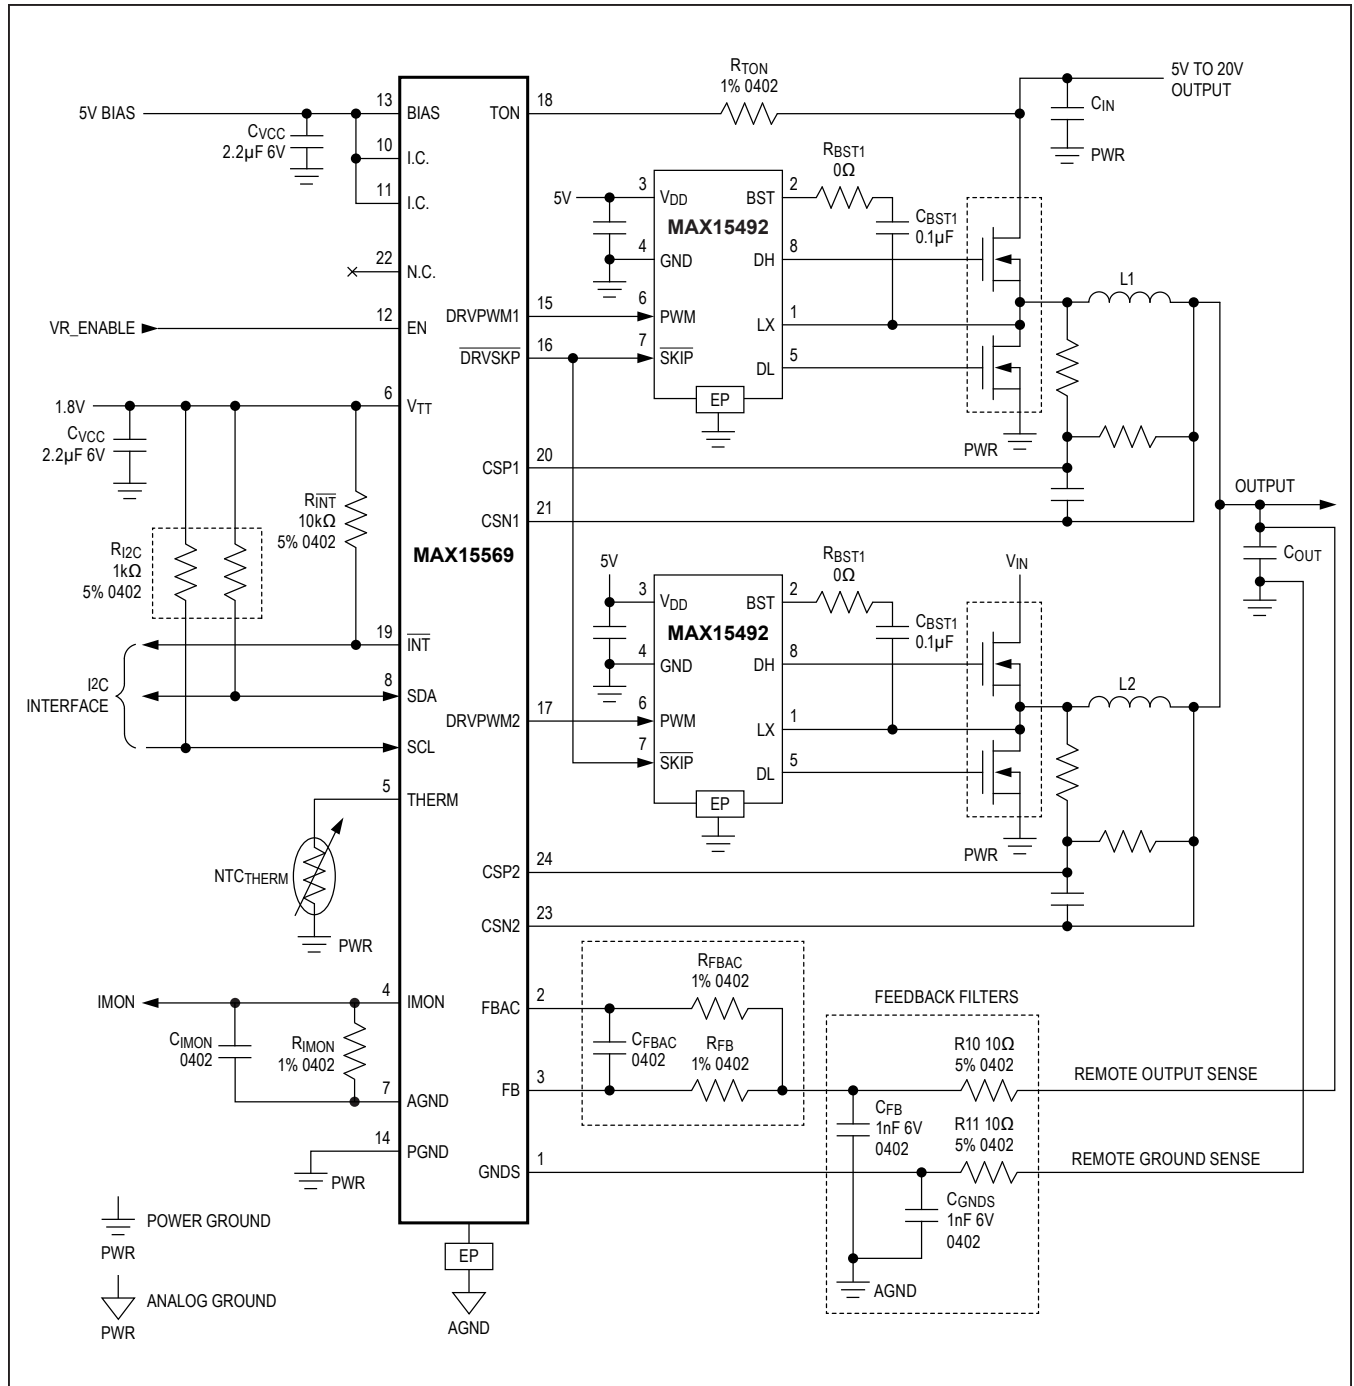 5V BIAS
CVCC
2.2µF 6V
13
BIAS
10
I.C.
11
I.C.
22
N.C.
VR_ENABLE
12
EN
1.8V
6
VTT
CVCC
2.2µF 6V
RINT
10kΩ
5% 0402
RI2C
1kΩ
5% 0402
MAX15569
19
INT
I2C
INTERFACE
8
SDA
SCL
5
THERM
NTCTHERM
PWR
IMON
4
IMON
CIMON
0402
RIMON
1% 0402
7
AGND
14
PGND
PWR
POWER GROUND
PWR
ANALOG GROUND
PWR
EP
AGND
TON
18
RTON
1% 0402
5V TO 20V
OUTPUT
CIN
PWR
5V
3
VDD
MAX15492
BST
2
RBST1
0Ω
CBST1
0.1µF
4
GND
DH
8
DRVPWM1
15
6
PWM
LX
1
DRVSKP
16
7
SKIP
DL
5
EP
PWR
L1
CSP1
20
CSN1
21
OUTPUT
COUT
5V
3
VDD
MAX15492
BST
2
RBST1
0Ω
CBST1
0.1µF
VIN
4
GND
DH
8
DRVPWM2
17
6
PWM
LX
1
7
SKIP
DL
5
EP
PWR
L2
CSP2
24
CSN2
23
FBAC
2
RFBAC
1% 0402
CFBAC
0402
RFB
1% 0402
FB
3
FEEDBACK FILTERS
R10 10Ω
5% 0402
REMOTE OUTPUT SENSE
CFB
1nF 6V
0402
R11 10Ω
5% 0402
REMOTE GROUND SENSE
GNDS
1
CGNDS
1nF 6V
0402
AGND